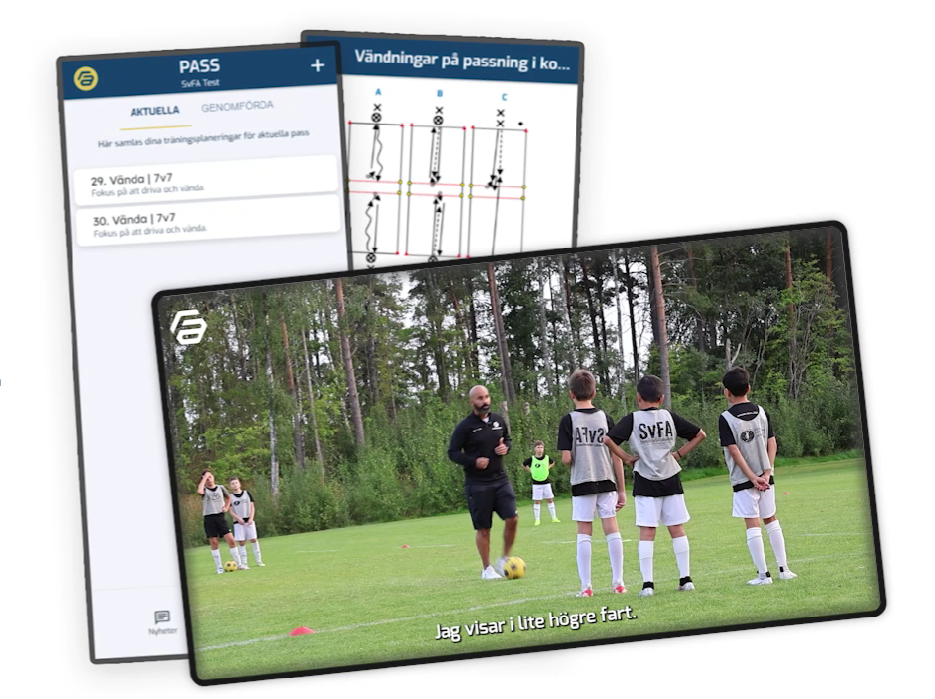 PASS
SvFA Test
AKTUELLA
GENOMFÖRDA
Här samlas dina träningsplaneringar för aktuella pass
29. Vända | 7v7
Fokus på att driva och vända.
30. Vända | 7v7
Fokus på att driva och vända.
Nyheter
Vändningar på passning i ko...
A
B
C
SvFA
SvFA
Jag visar i lite högre fart.